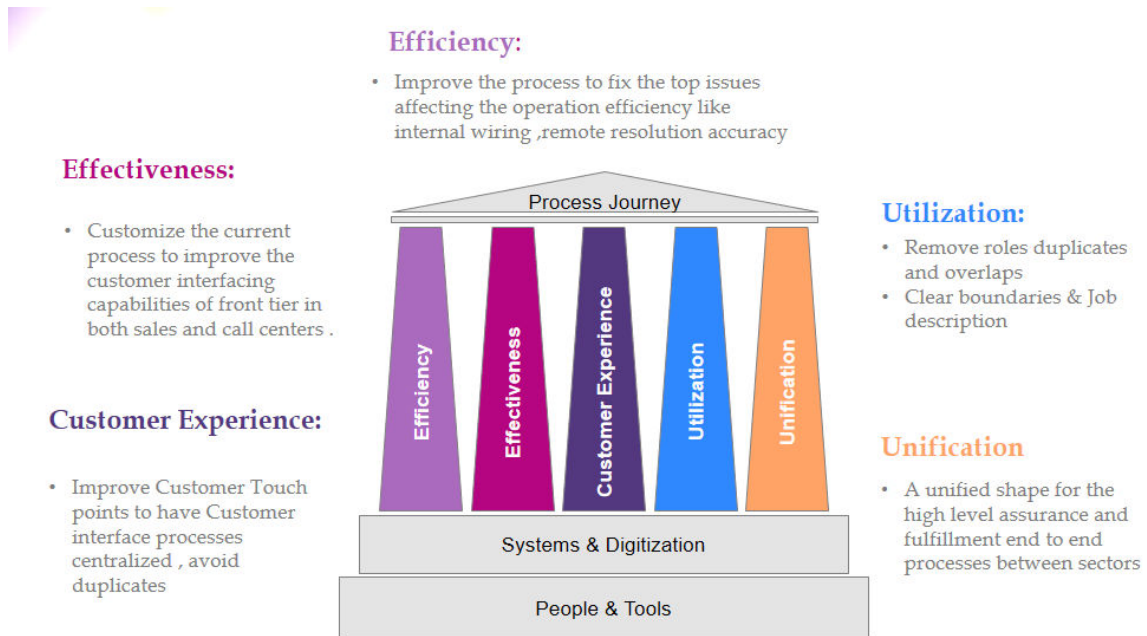 Efficiency:
• Improve the process to fix the top issues
affecting the operation efficiency like
internal wiring ,remote resolution accuracy
Effectiveness:
• Customize the current
process to improve the
customer interfacing
capabilities of front tier in
both sales and call centers .
Customer Experience:
• Improve Customer Touch
points to have Customer
interface processes
centralized , avoid
duplicates
Process Journey
Efficiency
Effectiveness
Customer Experience
Utilization
Unification
Systems & Digitization
People & Tools
Utilization:
• Remove roles duplicates
and overlaps
• Clear boundaries & Job
description
Unification
• A unified shape for the
high level assurance and
fulfillment end to end
processes between sectors